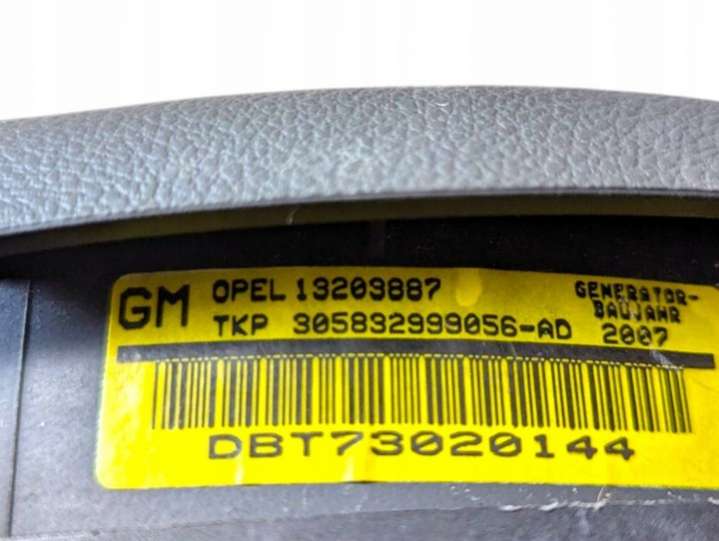 GM OPEL 13203887 GENERATOR-
BAUJAHR
TKP 305832999056-AD 2007
DBT73020144